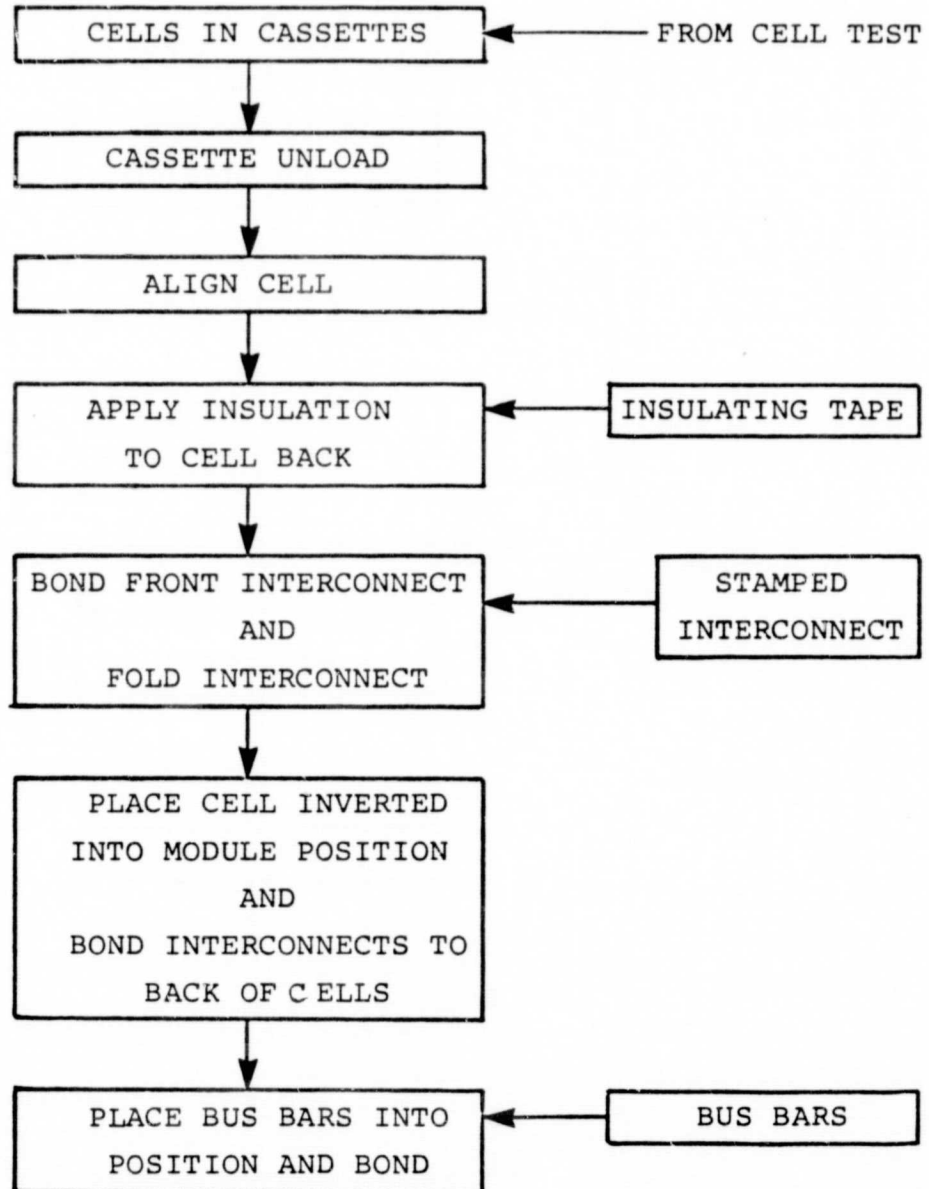 CELLS IN CASSETTES
FROM CELL TEST
CASSETTE UNLOAD
ALIGN CELL
APPLY INSULATION
TO CELL BACK
INSULATING TAPE
BOND FRONT INTERCONNECT
AND
FOLD INTERCONNECT
STAMPED
INTERCONNECT
PLACE CELL INVERTED
INTO MODULE POSITION
AND
BOND INTERCONNECTS TO
BACK OF CELLS
PLACE BUS BARS INTO
POSITION AND BOND
BUS BARS